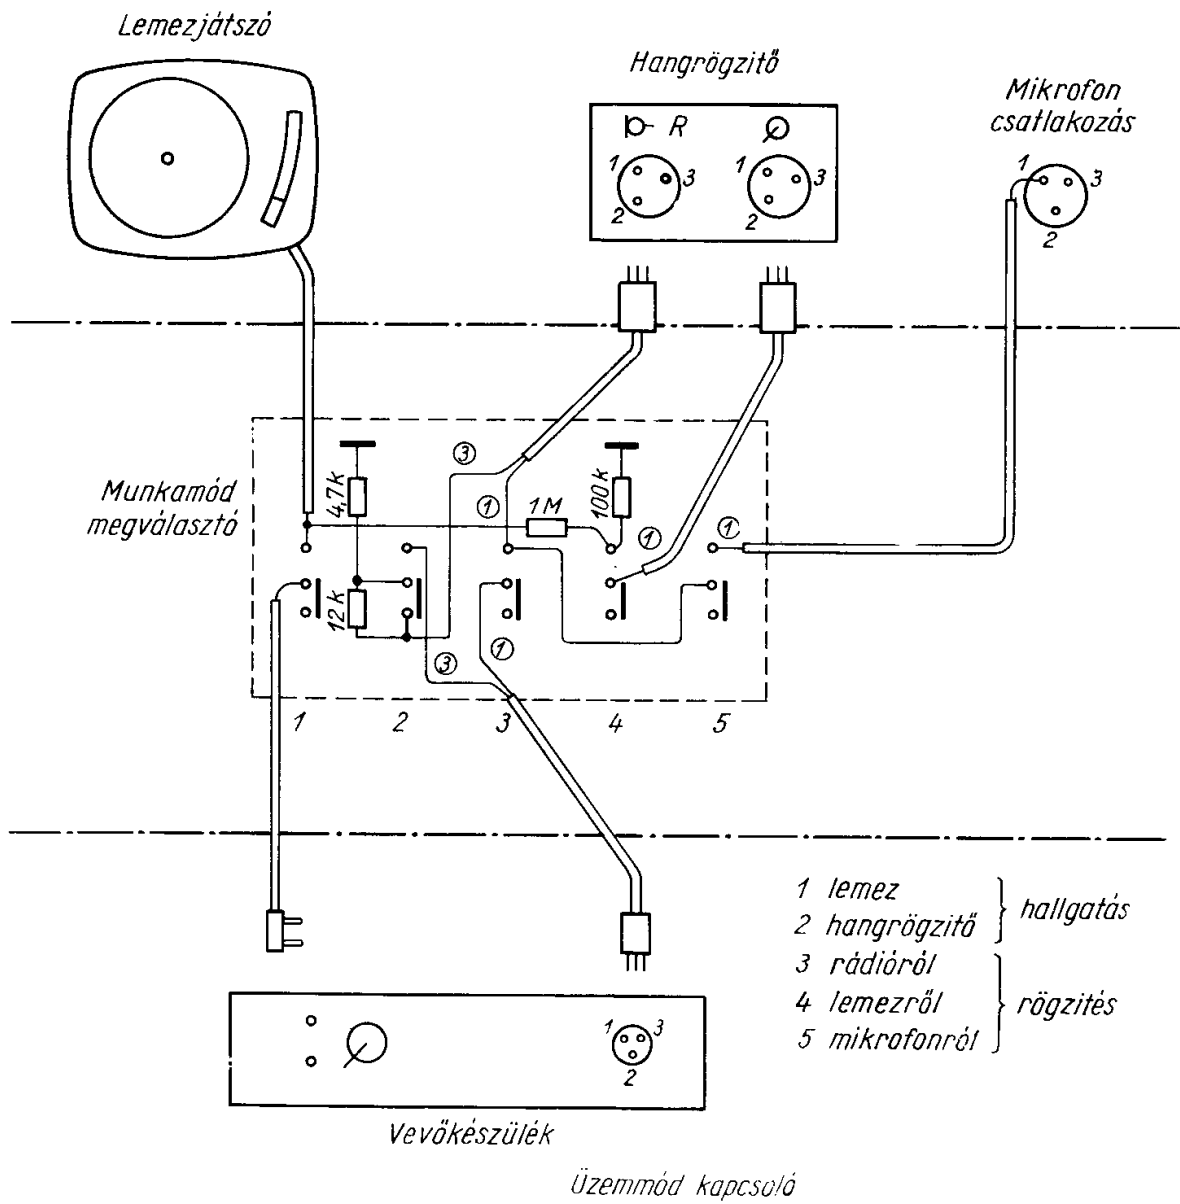 Lemezjátszó
Hangrögzitő
Mikrofon
csatlakozás
R
1
3
2
1
3
2
1
3
2
Munkamód
megválasztó
4,7k
3
1
1M
100k
1
1
12k
3
1
1 2 3 4 5
1 lemez
2 hangrögzitő
hallgatás
3 rádióról
4 lemezről
5 mikrofonról
rögzités
1
3
2
Vevőkészülék
Üzemmód kapcsoló